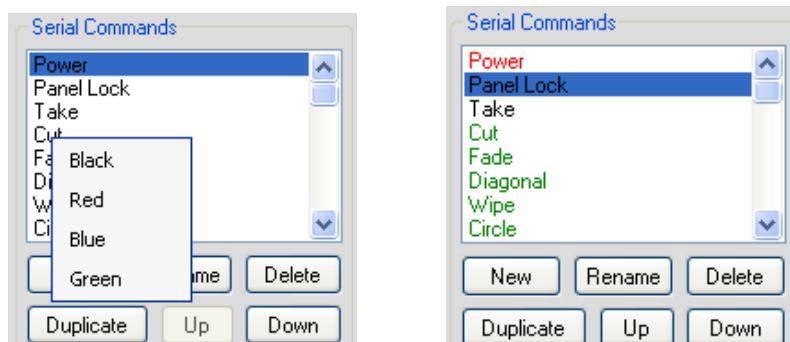 Serial Commands
Power
Panel Lock
Take
Cut
Black
Red
Blue
Green
Delete
Duplicate Up Down
Serial Commands
Power
Panel Lock
Take
Cut
Fade
Diagonal
Wipe
Circle
New Rename Delete
Duplicate Up Down